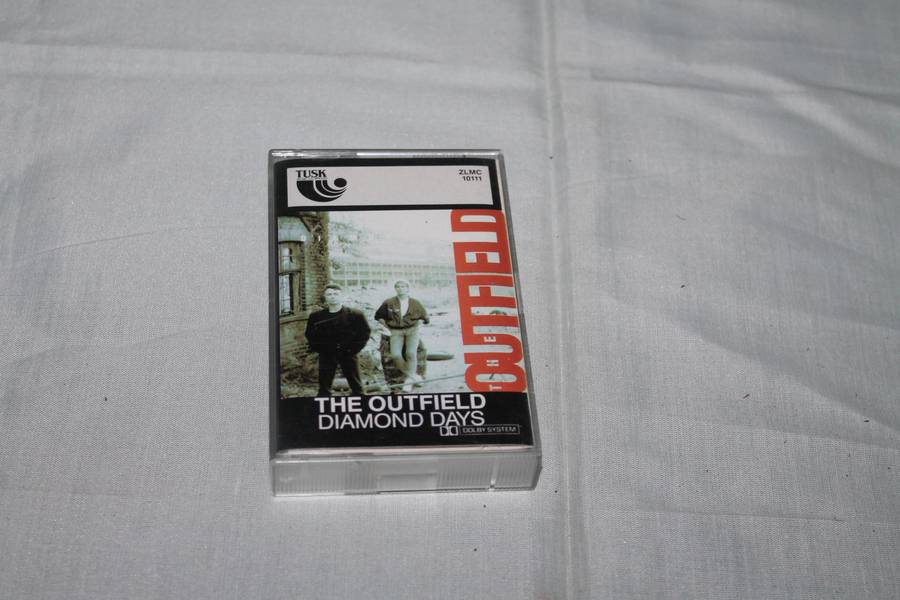 TUSK
ZLMC
10111
THE OUTFIELD
THE OUTFIELD
DIAMOND DAYS
DOLBY SYSTEM